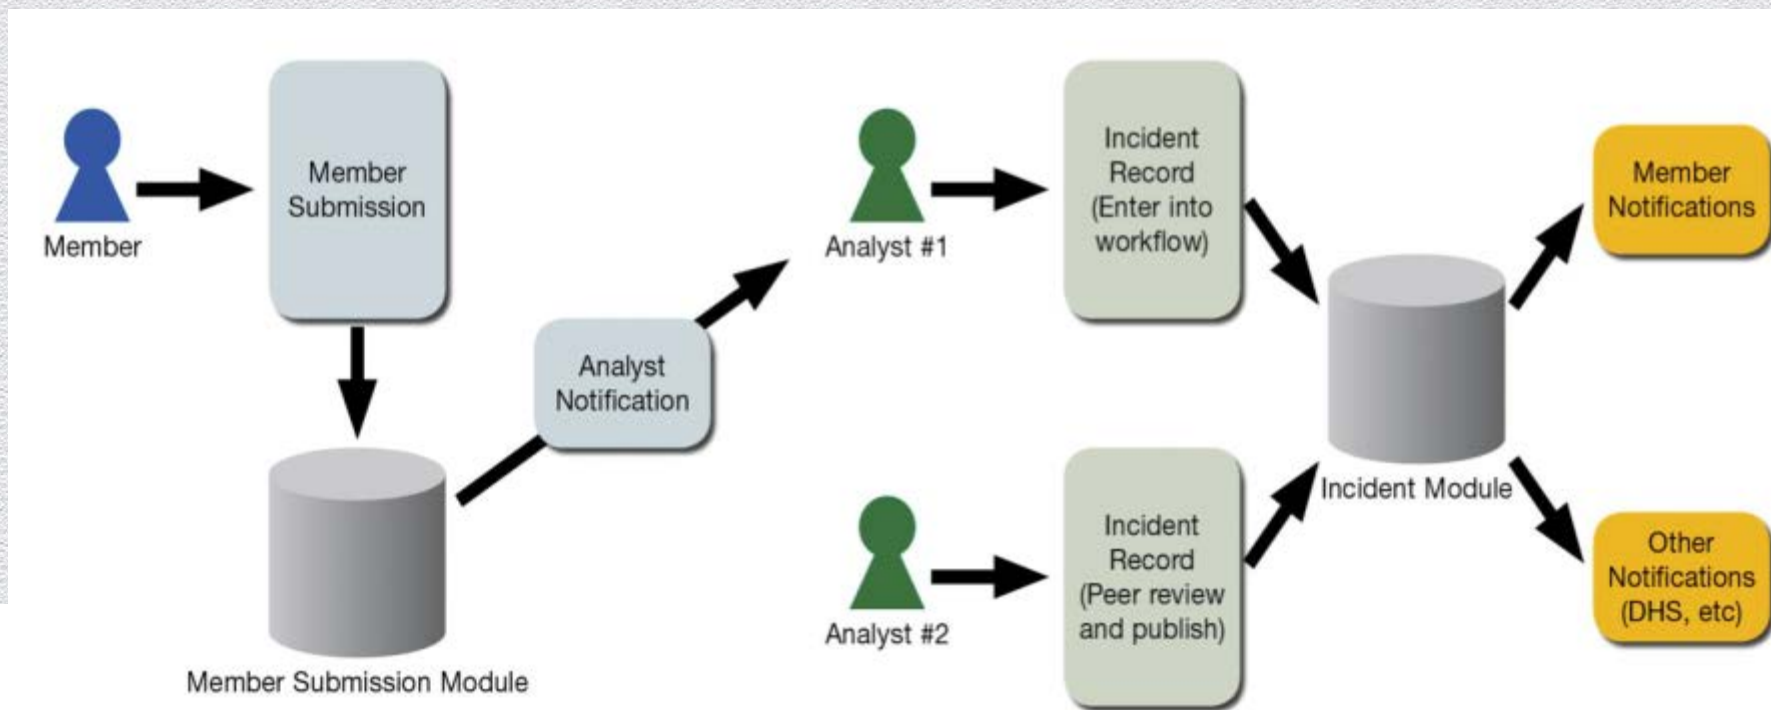 Member
Member
Submission
Member Submission Module
Analyst
Notification
Analyst #1
Incident
Record
(Enter into
workflow)
Analyst #2
Incident
Record
(Peer review
and publish)
Incident Module
Member
Notifications
Other
Notifications
(DHS, etc)